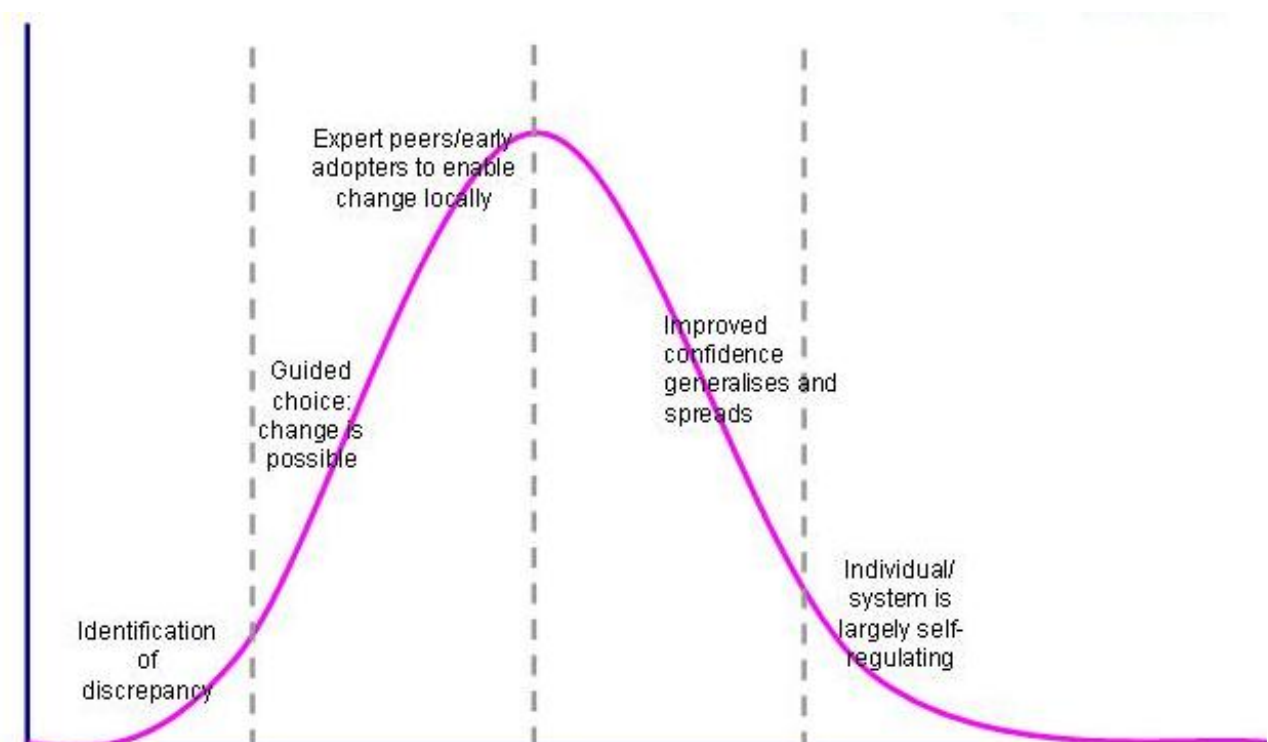 Expert peers/early
adopters to enable
change locally
Guided
choice:
change is
possible
Improved
confidence
generalises and
spreads
Identification
of
discrepancy
Individual/
system is
largely self-
regulating